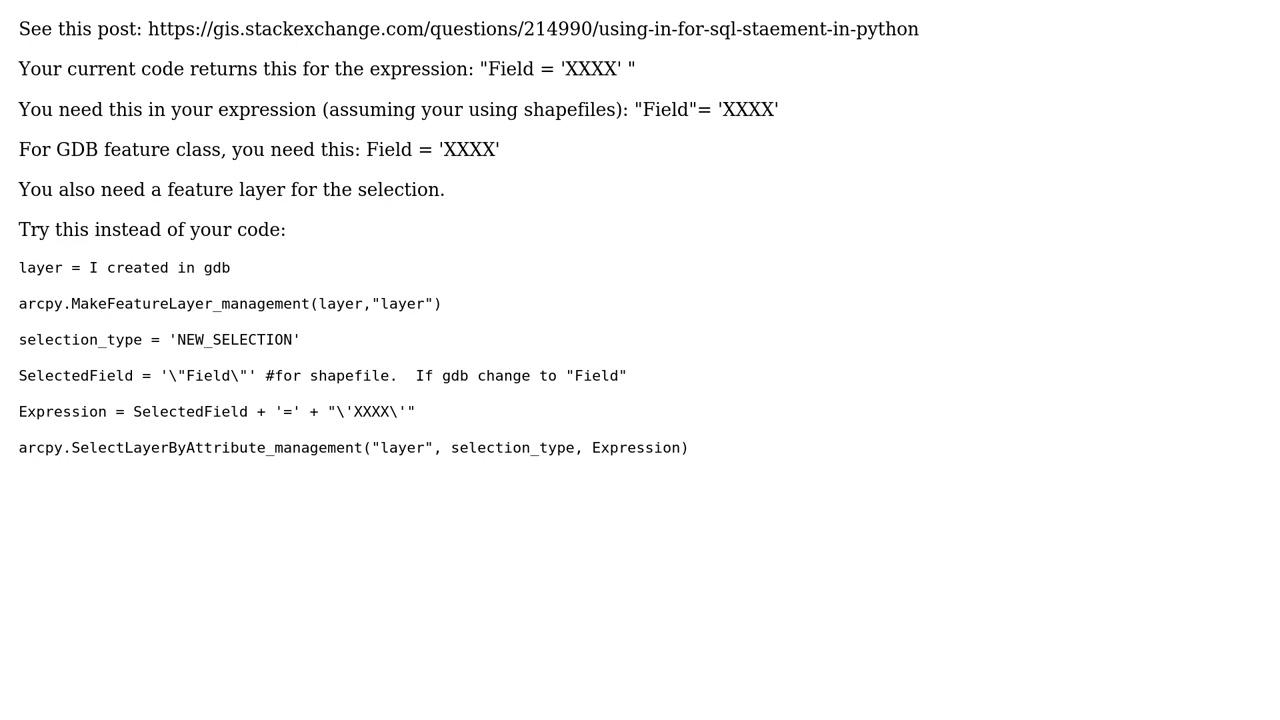 See this post: https://gis.stackexchange.com/questions/214990/using-in-for-sql-staement-in-python
Your current code returns this for the expression: "Field = 'XXXX' "
You need this in your expression (assuming your using shapefiles): "Field"= 'XXXX'
For GDB feature class, you need this: Field = 'XXXX'
You also need a feature layer for the selection.
Try this instead of your code:
layer = I created in gdb
arcpy.MakeFeatureLayer_management(layer,"layer")
selection_type = 'NEW_SELECTION'
SelectedField = '\"Field\"' #for shapefile.  If gdb change to "Field"
Expression = SelectedField + '=' + "\'XXXX\'"
arcpy.SelectLayerByAttribute_management("layer", selection_type, Expression)